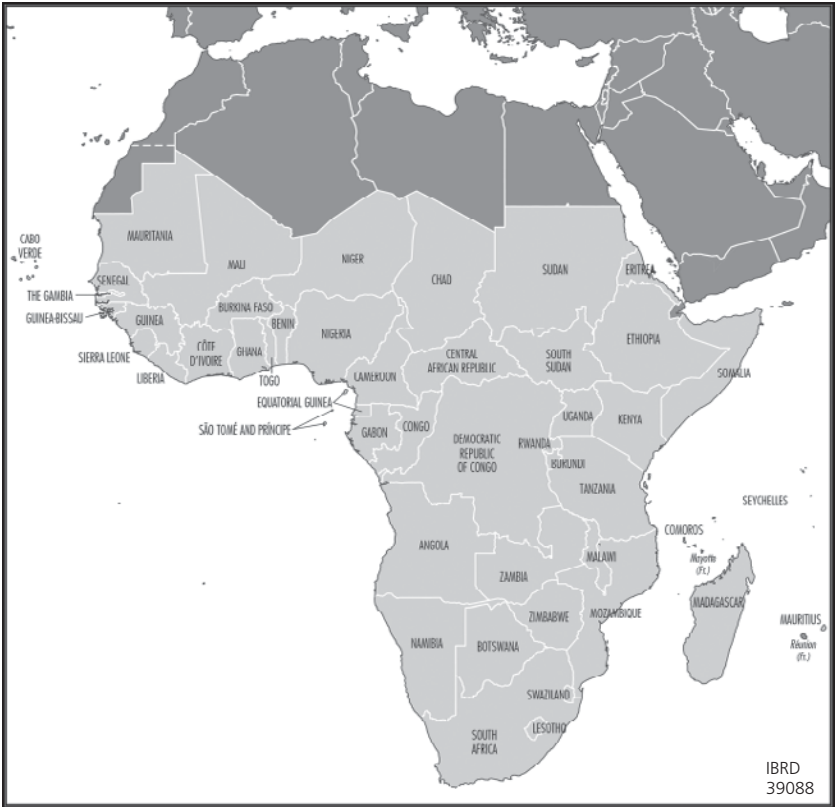 CABO
VERDE
MAURITANIA
MALI
NIGER
CHAD
SUDAN
ERITREA
SENEGAL
THE GAMBIA
GUINEA-BISSAU
GUINEA
BURKINA FASO
BENIN
NIGERIA
ETHIOPIA
SIERRA LEONE
CÔTE
D'IVOIRE
GHANA
CENTRAL
AFRICAN REPUBLIC
SOUTH
SUDAN
LIBERIA
TOGO
CAMEROON
SOMALIA
EQUATORIAL GUINEA
SÃO TOMÉ AND PRÍNCIPE
GABON
CONGO
UGANDA
KENYA
DEMOCRATIC
REPUBLIC
OF CONGO
RWANDA
BURUNDI
TANZANIA
SEYCHELLES
COMOROS
ANGOLA
MALAWI
Mayotte
(Fr.)
ZAMBIA
MADAGASCAR
MOZAMBIQUE
ZIMBABWE
MAURITIUS
NAMIBIA
BOTSWANA
Réunion
(Fr.)
SWAZILAND
LESOTHO
SOUTH
AFRICA
IBRD
39088